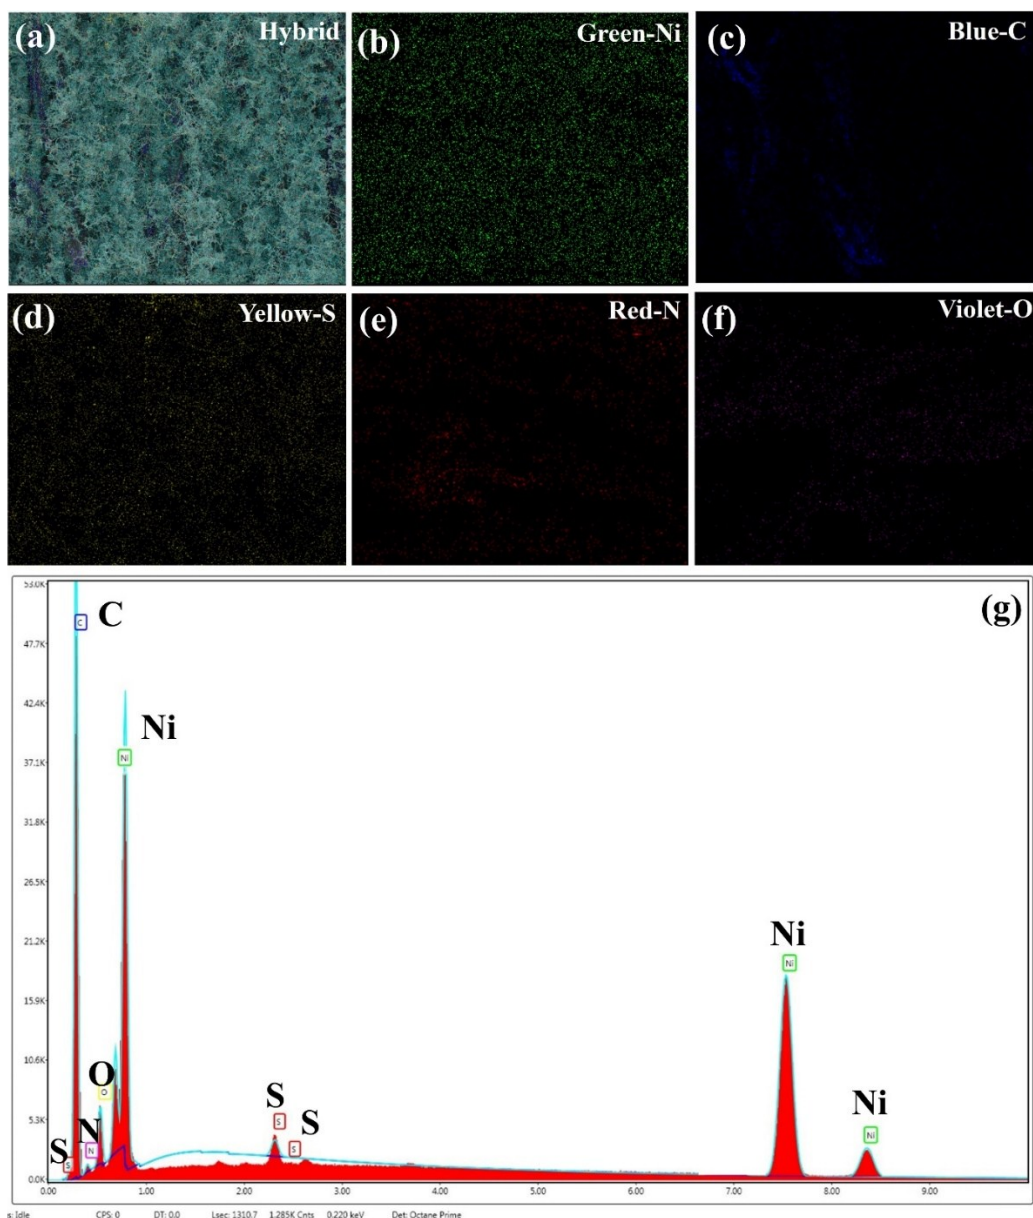 (a) Hybrid
(b) Green-Ni
(c) Blue-C
(d) Yellow-S
(e) Red-N
(f) Violet-O
(g)
53.0K
47.7K
42.4K
37.1K
31.8K
26.5K
21.2K
15.9K
10.6K
5.3K
0.0K
C
C
Ni
Ni
O
O
N
N
S
S
S
S
S
S
Ni
Ni
Ni
Ni
0.00 1.00 2.00 3.00 4.00 5.00 6.00 7.00 8.00 9.00
s: Idle CPS: 0 DT: 0.0 Lsec: 1310.7 1.285K Cnts 0.220 keV Det: Octane Prime